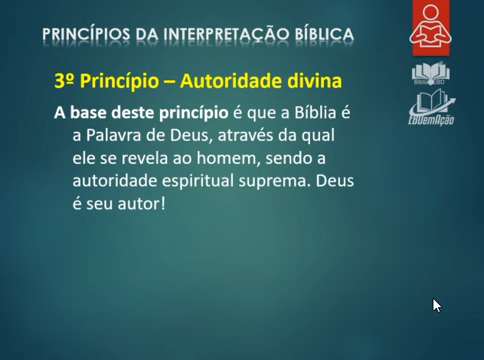 PRINCÍPIOS DA INTERPRETAÇÃO BÍBLICA
3º Princípio – Autoridade divina
A base deste princípio é que a Bíblia é
a Palavra de Deus, através da qual
ele se revela ao homem, sendo a
autoridade espiritual suprema. Deus
é seu autor!
EBDemAção